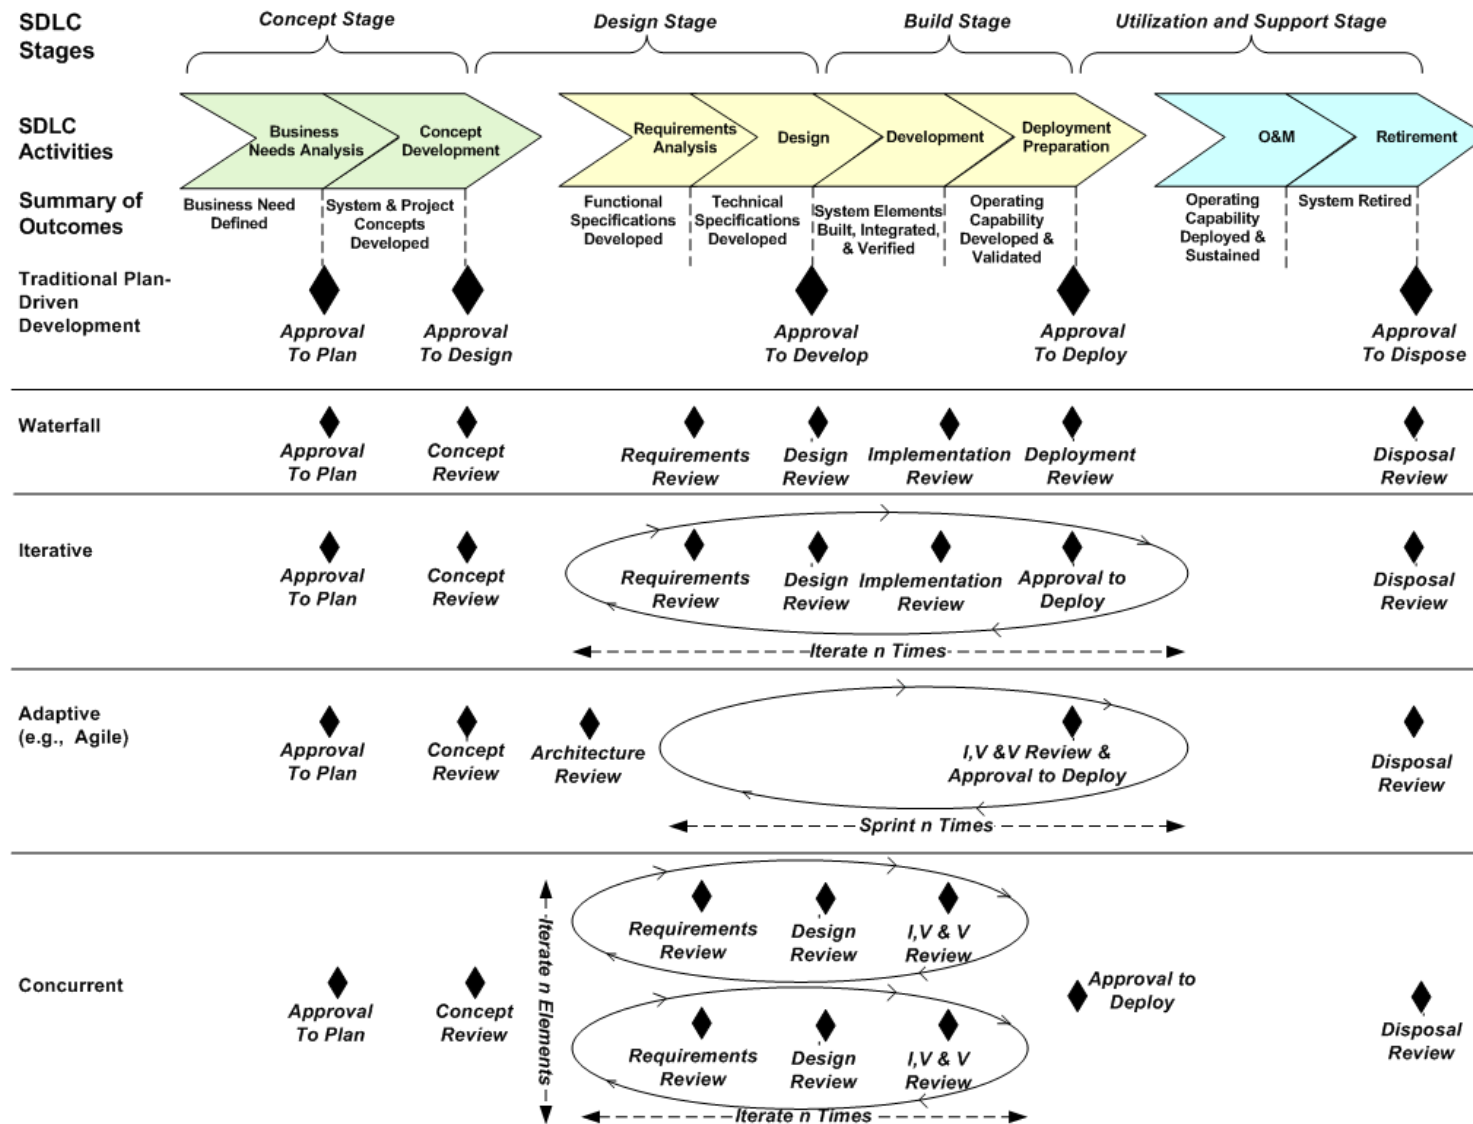 SDLC
Stages
Concept Stage
Design Stage
Build Stage
Utilization and Support Stage
SDLC
Activities
Business
Needs Analysis
Concept
Development
Requirements
Analysis
Design
Development
Deployment
Preparation
O&M
Retirement
Summary of
Outcomes
Business Need
Defined
System & Project
Concepts
Developed
Functional
Specifications
Developed
Technical
Specifications
Developed
System Elements
Built, Integrated,
& Verified
Operating
Capability
Developed &
Validated
Operating
Capability
Deployed &
Sustained
System Retired
Traditional Plan-
Driven
Development
Approval
To Plan
Approval
To Design
Approval
To Develop
Approval
To Deploy
Approval
To Dispose
Waterfall
Approval
To Plan
Concept
Review
Requirements
Review
Design
Review
Implementation
Review
Deployment
Review
Disposal
Review
Iterative
Approval
To Plan
Concept
Review
Requirements
Review
Design
Review
Implementation
Review
Approval to
Deploy
Disposal
Review
Iterate n Times
Adaptive
(e.g., Agile)
Approval
To Plan
Concept
Review
Architecture
Review
I,V &V Review &
Approval to Deploy
Disposal
Review
Sprint n Times
Concurrent
Approval
To Plan
Concept
Review
Iterate n Elements
Requirements
Review
Design
Review
I,V & V
Review
Requirements
Review
Design
Review
I,V & V
Review
Iterate n Times
Approval to
Deploy
Disposal
Review